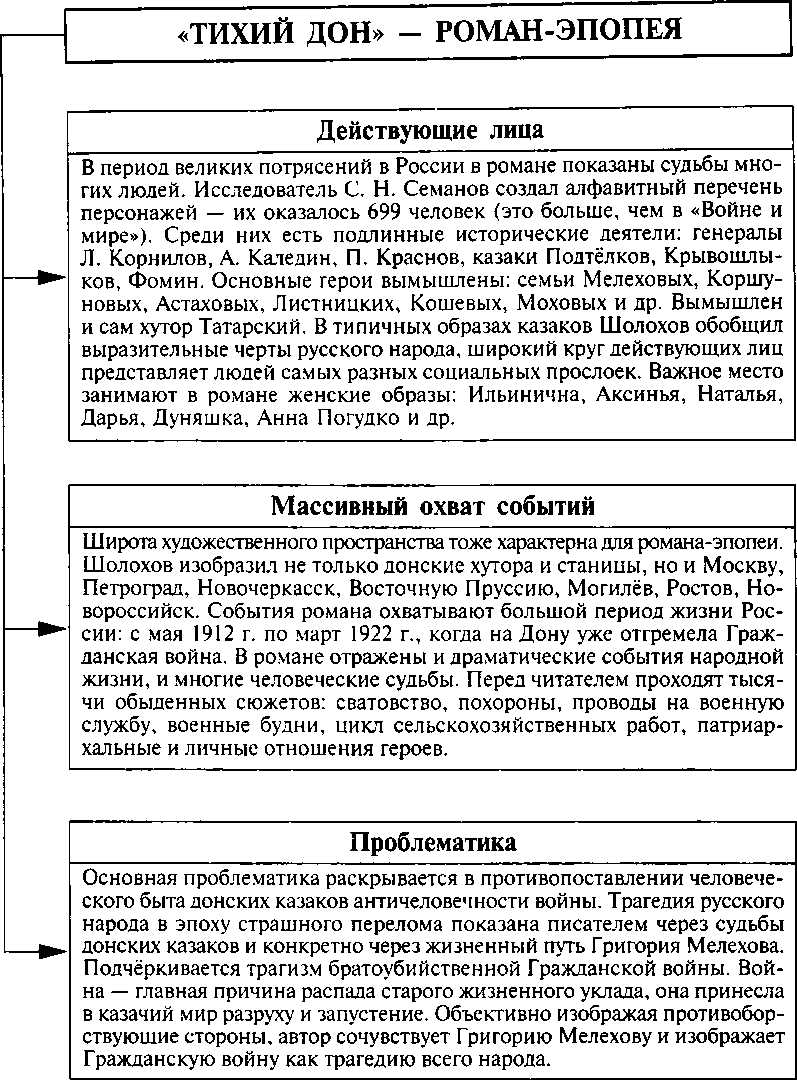 «ТИХИЙ ДОН» — РОМАН-ЭПОПЕЯ
Действующие лица
В период великих потрясений в России в романе показаны судьбы мно-
гих людей. Исследователь С. Н. Семанов создал алфавитный перечень
персонажей — их оказалось 699 человек (это больше, чем в «Войне и
мире»). Среди них есть подлинные исторические деятели: генералы
Л. Корнилов, А. Каледин, П. Краснов, казаки Подтёлков, Крывошлы-
ков, Фомин. Основные герои вымышлены: семьи Мелеховых, Коршу-
новых, Астаховых, Листницких, Кошевых, Моховых и др. Вымышлен
и сам хутор Татарский. В типичных образах казаков Шолохов обобщил
выразительные черты русского народа, широкий круг действующих лиц
представляет людей самых разных социальных прослоек. Важное место
занимают в романе женские образы: Ильинична, Аксинья, Наталья,
Дарья, Дуняшка, Анна Погудко и др.
Массивный охват событий
Широта художественного пространства тоже характерна для романа-эпопеи.
Шолохов изобразил не только донские хутора и станицы, но и Москву,
Петроград, Новочеркасск, Восточную Пруссию, Могилёв, Ростов, Но-
вороссийск. События романа охватывают большой период жизни Рос-
сии: с мая 1912 г. по март 1922 г., когда на Дону уже отгремела Граж-
данская война. В романе отражены и драматические события народной
жизни, и многие человеческие судьбы. Перед читателем проходят тыся-
чи обыденных сюжетов: сватовство, похороны, проводы на военную
службу, военные будни, цикл сельскохозяйственных работ, патриар-
хальные и личные отношения героев.
Проблематика
Основная проблематика раскрывается в противопоставлении человече-
ского быта донских казаков античеловечности войны. Трагедия русского
народа в эпоху страшного перелома показана писателем через судьбы
донских казаков и конкретно через жизненный путь Григория Мелехова.
Подчёркивается трагизм братоубийственной Гражданской войны. Вой-
на — главная причина распада старого жизненного уклада, она принесла
в казачий мир разруху и запустение. Объективно изображая противобор-
ствующие стороны, автор сочувствует Григорию Мелехову и изображает
Гражданскую войну как трагедию всего народа.